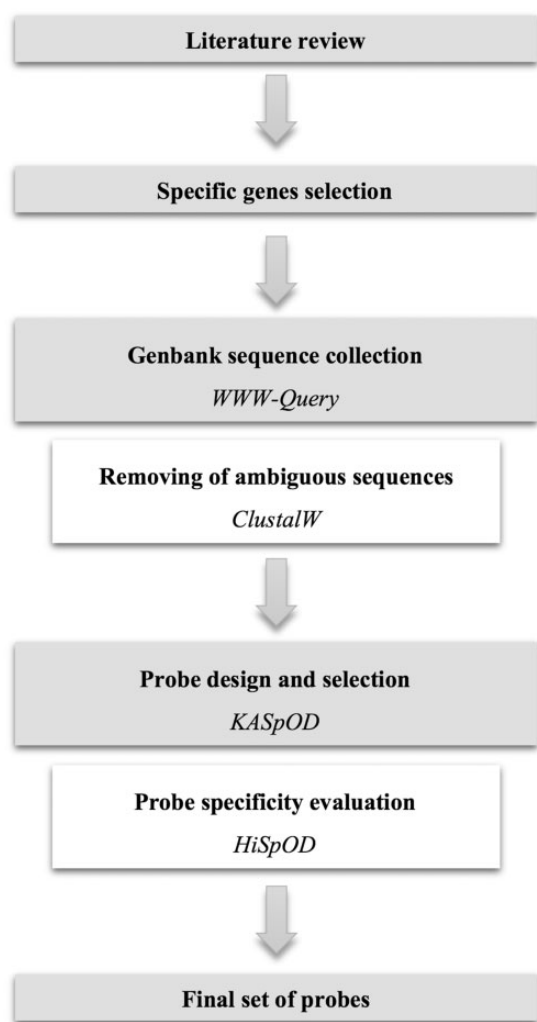 Literature review
Specific genes selection
Genbank sequence collection
WWW-Query
Removing of ambiguous sequences
ClustalW
Probe design and selection
KASpOD
Probe specificity evaluation
HiSpOD
Final set of probes